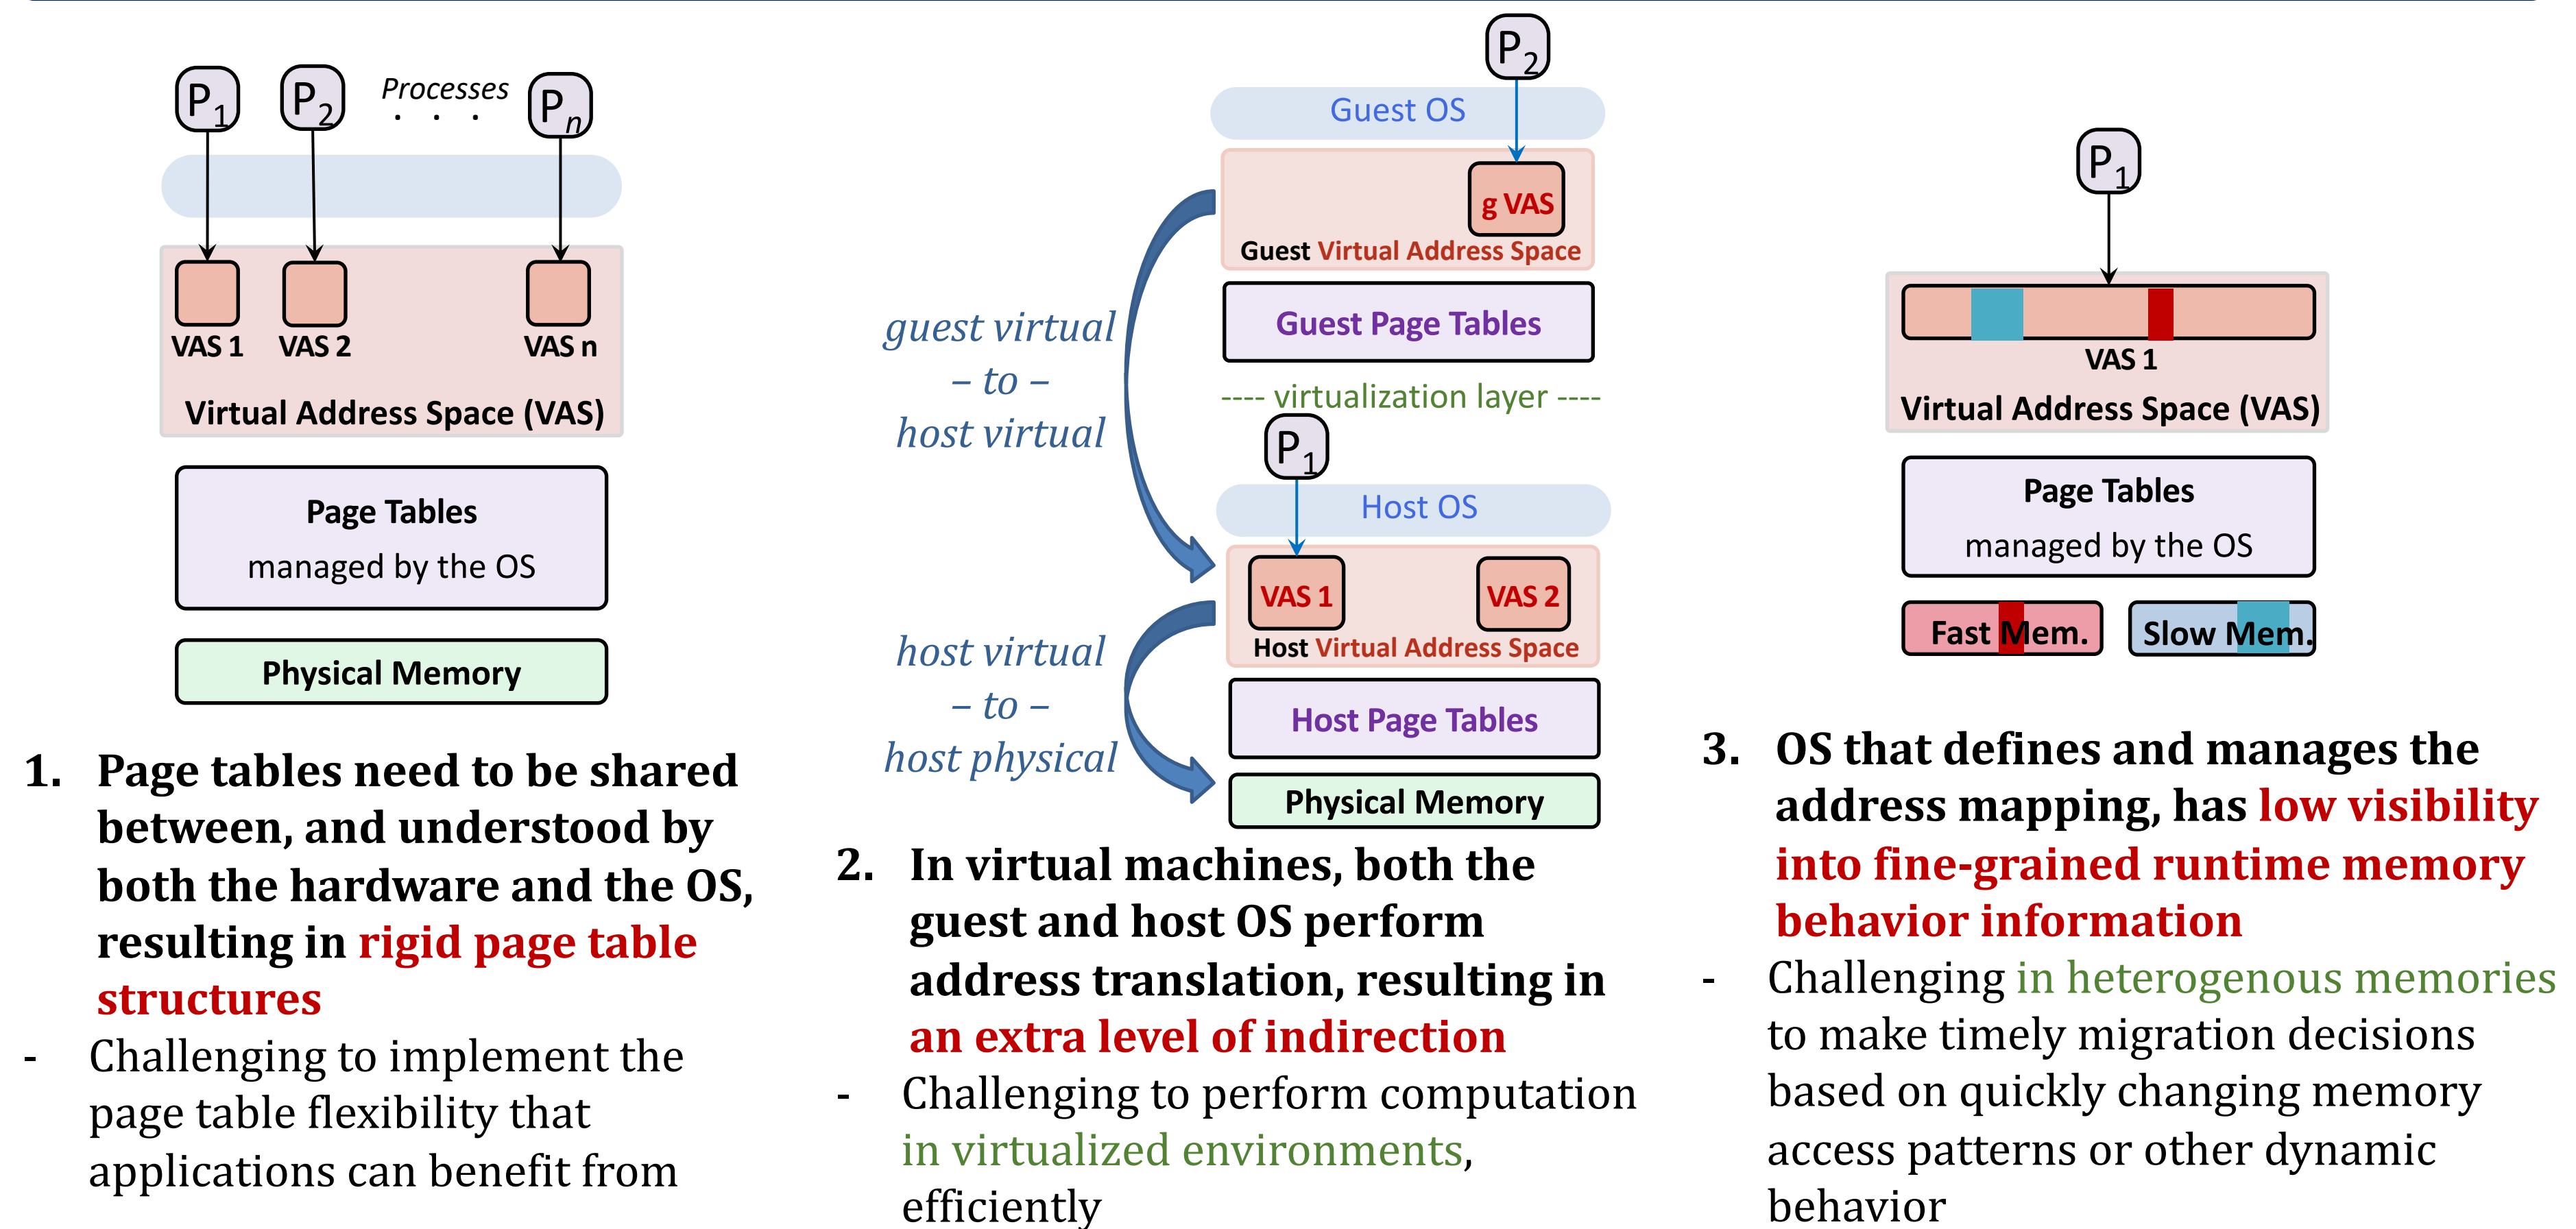 P1
P2
Processes
. . .
Pn
VAS 1
VAS 2
VAS n
Virtual Address Space (VAS)
Page Tables
managed by the OS
Physical Memory
1. Page tables need to be shared
between, and understood by
both the hardware and the OS,
resulting in rigid page table
structures
- Challenging to implement the
page table flexibility that
applications can benefit from
P2
Guest OS
g VAS
Guest Virtual Address Space
Guest Page Tables
guest virtual
– to –
host virtual
---- virtualization layer ----
P1
Host OS
VAS 1
VAS 2
Host Virtual Address Space
host virtual
– to –
host physical
Host Page Tables
Physical Memory
2. In virtual machines, both the
guest and host OS perform
address translation, resulting in
an extra level of indirection
- Challenging to perform computation
in virtualized environments,
efficiently
P1
VAS 1
Virtual Address Space (VAS)
Page Tables
managed by the OS
Fast Mem.
Slow Mem.
3. OS that defines and manages the
address mapping, has low visibility
into fine-grained runtime memory
behavior information
- Challenging in heterogenous memories
to make timely migration decisions
based on quickly changing memory
access patterns or other dynamic
behavior